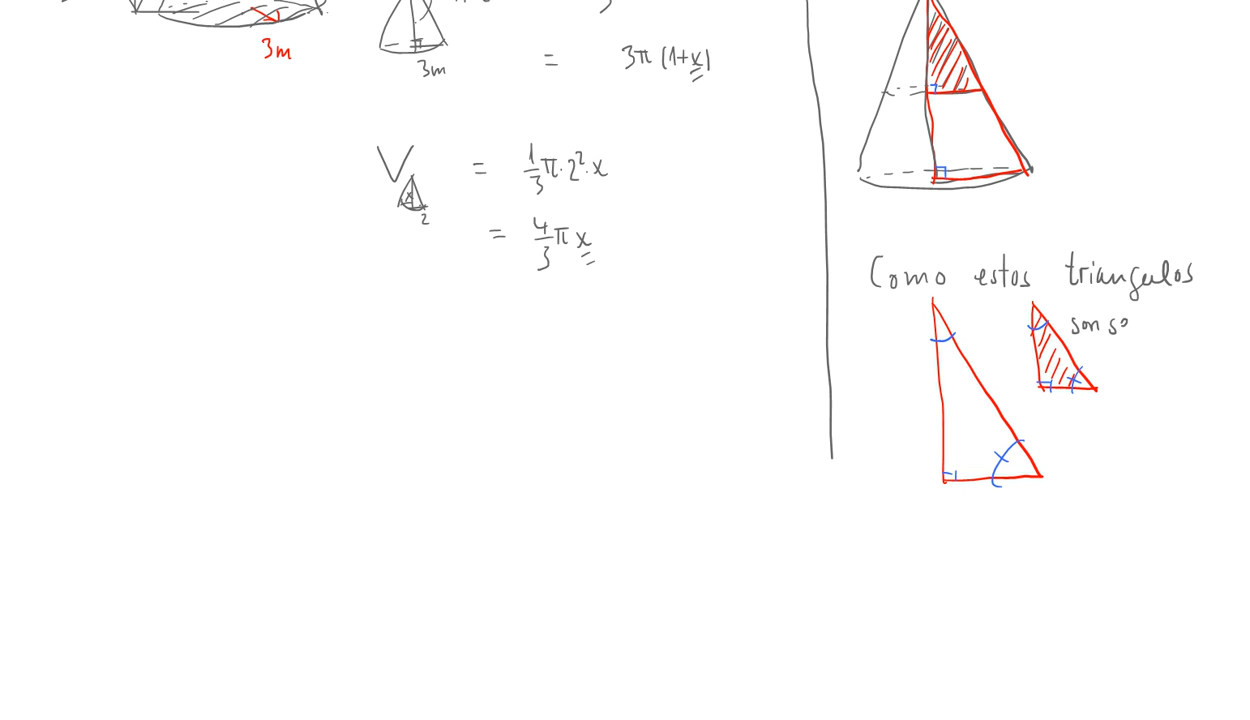 3m
3m
= 3π(1+x)
V = 1/3 π·2²·x
2
= 4/3 π x
Como estos triangulos
son s